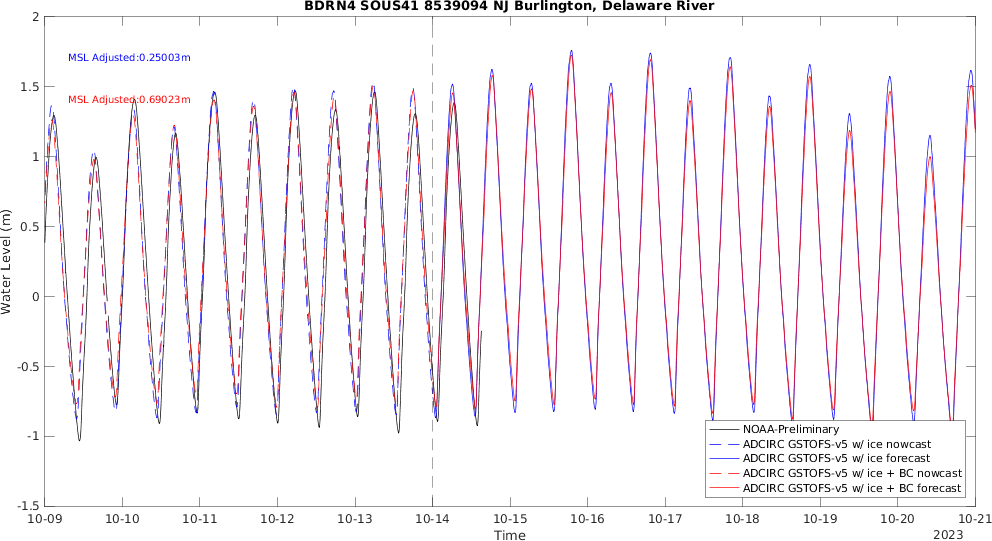 BDRN4 SOUS41 8539094 NJ Burlington, Delaware River
2
1.5
1
0.5
0
-0.5
-1
-1.5
Water Level (m)
MSL Adjusted:0.25003m
MSL Adjusted:0.69023m
NOAA-Preliminary
ADCIRC GSTOFS-v5 w/ ice nowcast
ADCIRC GSTOFS-v5 w/ ice forecast
ADCIRC GSTOFS-v5 w/ ice + BC nowcast
ADCIRC GSTOFS-v5 w/ ice + BC forecast
10-09 10-10 10-11 10-12 10-13 10-14 10-15 10-16 10-17 10-18 10-19 10-20 10-21
Time
2023